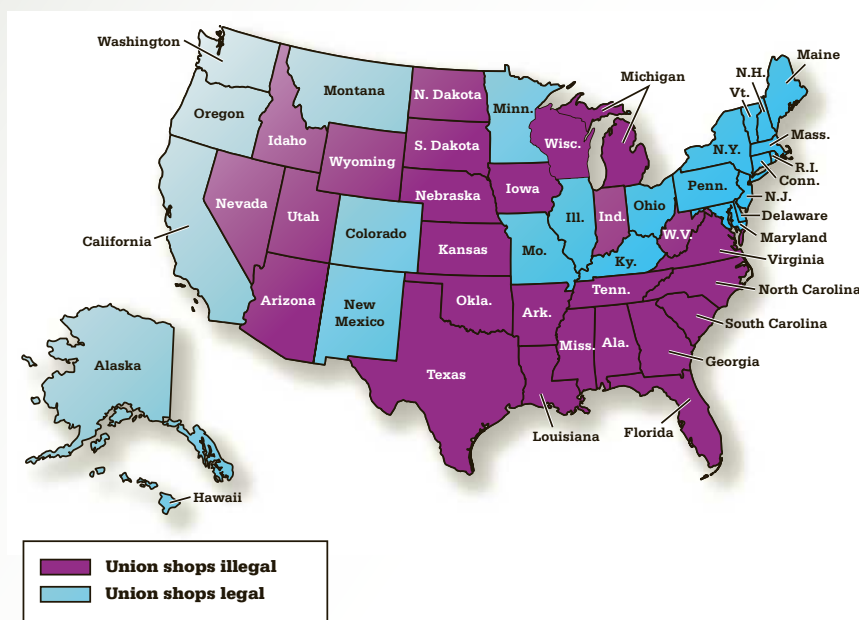 Washington
Oregon
California
Montana
Idaho
Wyoming
Nevada
Utah
Colorado
Arizona
New
Mexico
N. Dakota
S. Dakota
Nebraska
Kansas
Okla.
Texas
Minn.
Iowa
Mo.
Ark.
Louisiana
Wisc.
Michigan
Ill.
Ind.
Ohio
Ky.
Tenn.
Miss.
Ala.
W.V.
Penn.
N.Y.
Vt.
N.H.
Maine
Mass.
R.I.
Conn.
N.J.
Delaware
Maryland
Virginia
North Carolina
South Carolina
Georgia
Florida
Alaska
Hawaii
Union shops illegal
Union shops legal